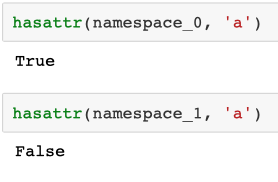 hasattr(namespace_0, 'a')
True
hasattr(namespace_1, 'a')
False